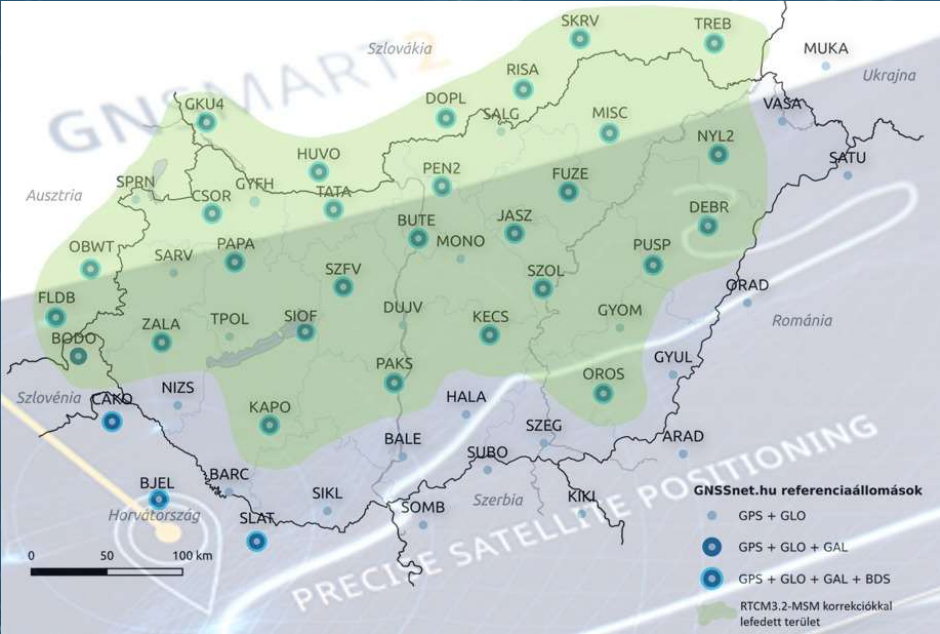 SKRV
TREB
Szlovákia
MUKA
GNSMART2
Ukrajna
RISA
DOPL
GKU4
SALG
MISC
VASA
NYL2
SATU
HUVO
PEN2
FUZE
SPRN
GYFH
Ausztria
CSOR
TATA
DEBR
BUTE
JASZ
OBWT
SARV
PAPA
MONO
PUSP
SZFV
SZOL
ORAD
FLDB
ZALA
TPOL
SIOF
DUJV
KECS
GYOM
Románia
BODO
GYUL
PAKS
OROS
Szlovénia
CAKO
NIZS
HALA
KAPO
SZEG
BALE
ARAD
SUBO
BJEL
BARC
SIKL
SOMB
Szerbia
KIKI
Horvátország
SLAT
PRECISE SATELLITE POSITIONING
0 50 100 km
GNSSnet.hu referenciaállomások
GPS + GLO
GPS + GLO + GAL
GPS + GLO + GAL + BDS
RTCM3.2-MSM korrekciókkal
lefedett terület